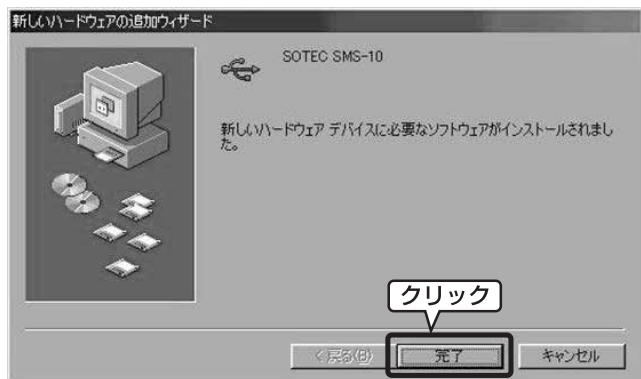 新しいハードウェアの追加ウィザード
SOTEC SMS-10
新しいハードウェア デバイスに必要なソフトウェアがインストールされまし
た。
クリック
< 戻る(B)
完了
キャンセル